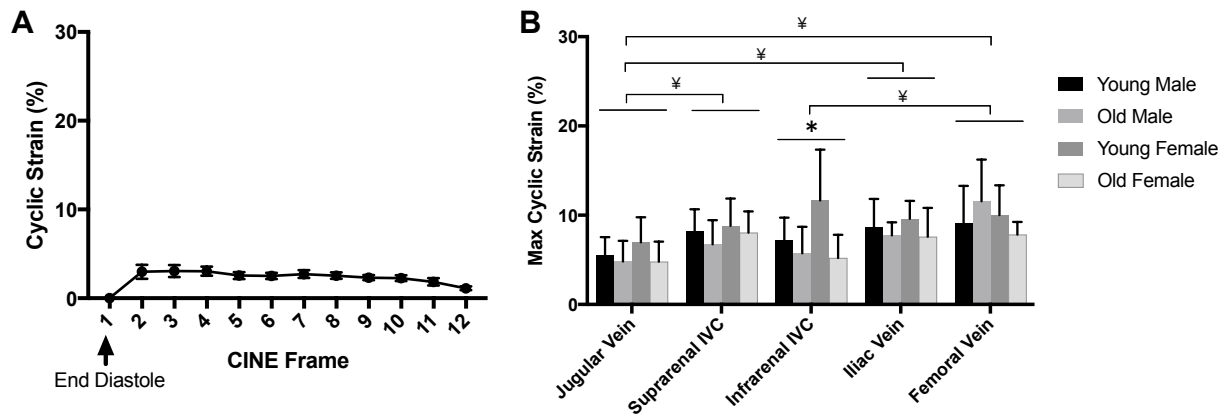 A
Cyclic Strain (%)
30
20
10
0
1 2 3 4 5 6 7 8 9 10 11 12
CINE Frame
End Diastole
B
Max Cyclic Strain (%)
30
20
10
0
¥
¥
¥
¥
*
Jugular Vein
Suprarenal IVC
Infrarenal IVC
Iliac Vein
Femoral Vein
Young Male
Old Male
Young Female
Old Female